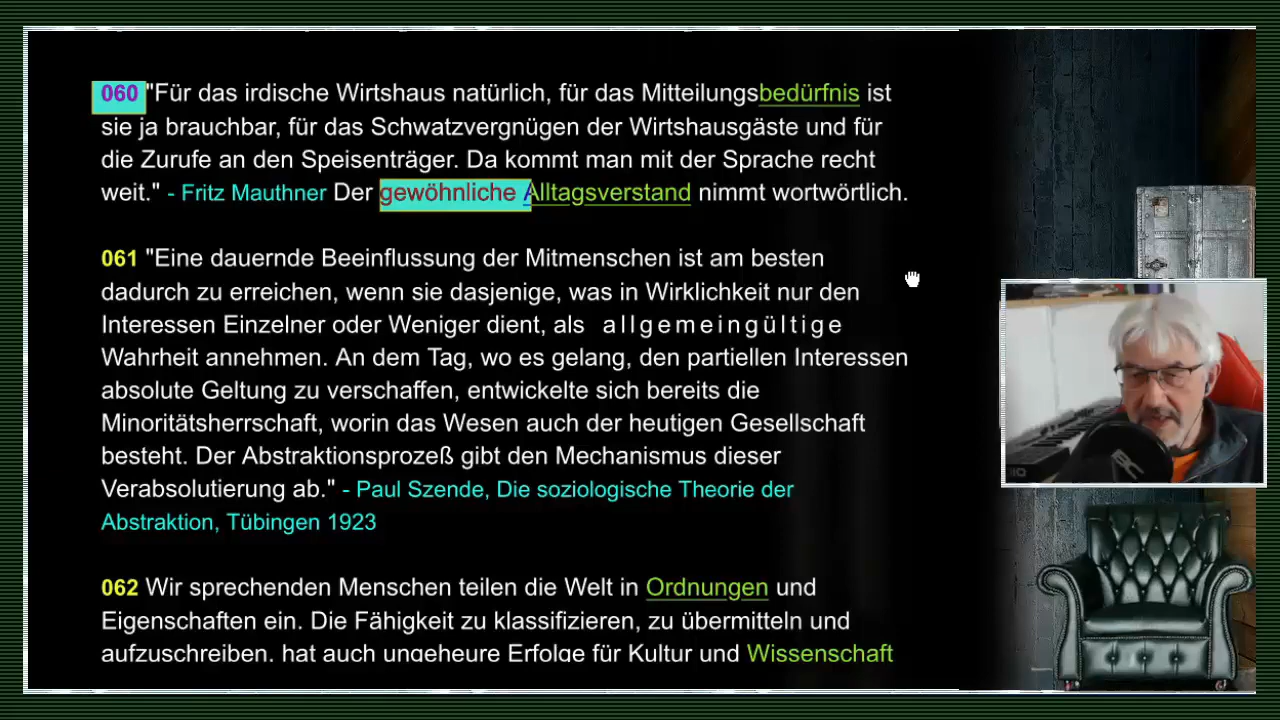 060 "Für das irdische Wirtshaus natürlich, für das Mitteilungsbedürfnis ist
sie ja brauchbar, für das Schwatzvergnügen der Wirtshausgäste und für
die Zurufe an den Speisenträger. Da kommt man mit der Sprache recht
weit." - Fritz Mauthner Der gewöhnliche Alltagsverstand nimmt wortwörtlich.
061 "Eine dauernde Beeinflussung der Mitmenschen ist am besten
dadurch zu erreichen, wenn sie dasjenige, was in Wirklichkeit nur den
Interessen Einzelner oder Weniger dient, als a l l g e m e i n g ü l t i g e
Wahrheit annehmen. An dem Tag, wo es gelang, den partiellen Interessen
absolute Geltung zu verschaffen, entwickelte sich bereits die
Minoritätsherrschaft, worin das Wesen auch der heutigen Gesellschaft
besteht. Der Abstraktionsprozeß gibt den Mechanismus dieser
Verabsolutierung ab." - Paul Szende, Die soziologische Theorie der
Abstraktion, Tübingen 1923
062 Wir sprechenden Menschen teilen die Welt in Ordnungen und
Eigenschaften ein. Die Fähigkeit zu klassifizieren, zu übermitteln und
aufzuschreiben, hat auch ungeheure Erfolge für Kultur und Wissenschaft